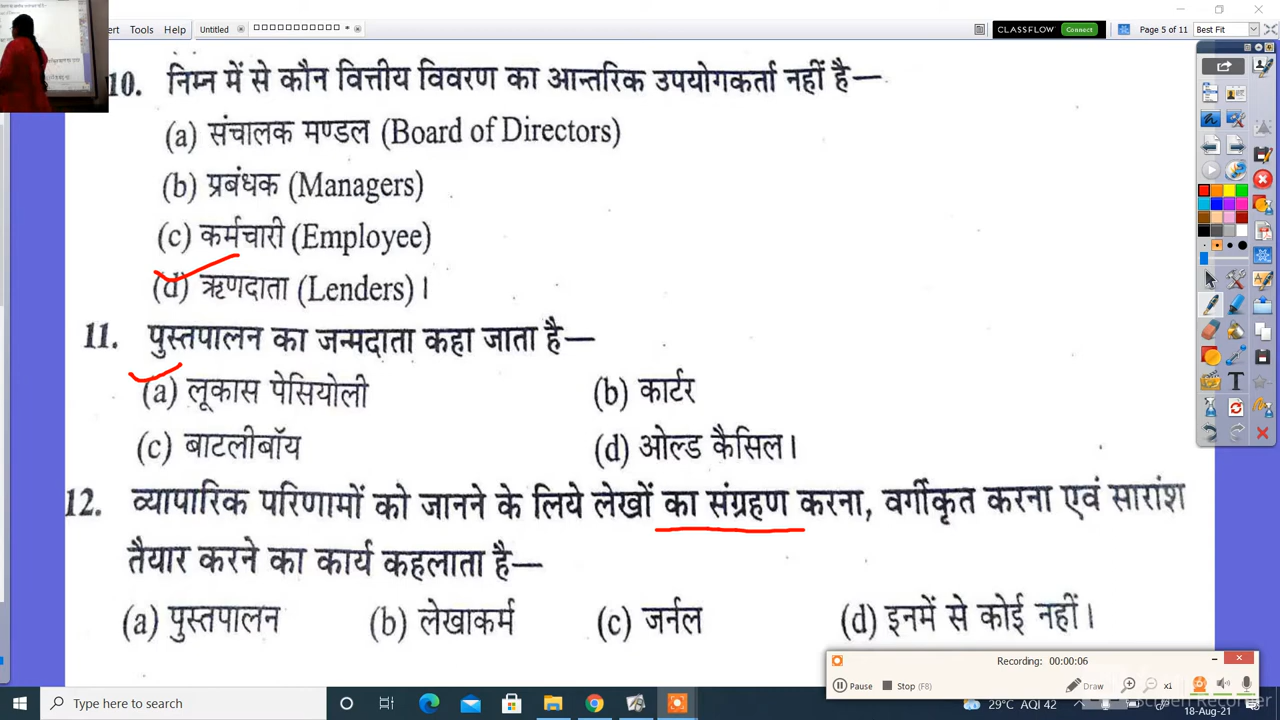 ert Tools Help Untitled
CLASSFLOW Connect
Page 5 of 11 Best Fit
10. निम्न में से कौन वित्तीय विवरण का आन्तरिक उपयोगकर्ता नहीं है—
(a) संचालक मण्डल (Board of Directors)
(b) प्रबंधक (Managers)
(c) कर्मचारी (Employee)
(d) ऋणदाता (Lenders)।
11. पुस्तपालन का जन्मदाता कहा जाता है—
(a) लूकास पेसियोली (b) कार्टर
(c) बाटलीबॉय (d) ओल्ड कैसिल।
12. व्यापारिक परिणामों को जानने के लिये लेखों का संग्रहण करना, वर्गीकृत करना एवं सारांश
तैयार करने का कार्य कहलाता है—
(a) पुस्तपालन (b) लेखाकर्म (c) जर्नल (d) इनमें से कोई नहीं।
Recording: 00:00:06
Pause Stop (F8) Draw x1
Type here to search
29°C AQI 42
18-Aug-21